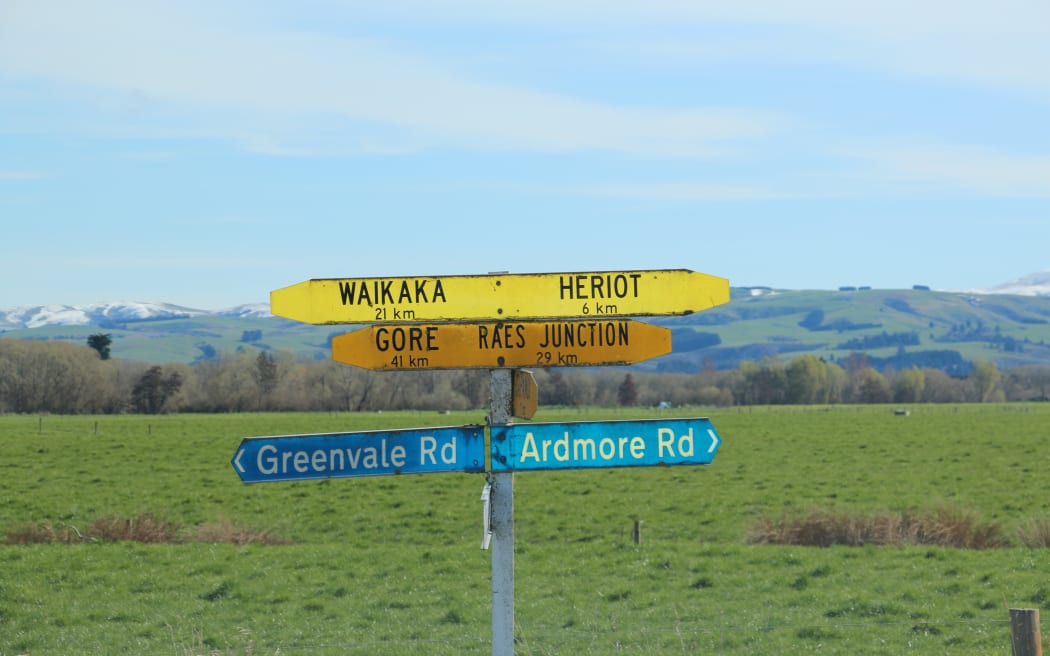 WAIKAKA HERIOT
21 km 6 km
GORE RAES JUNCTION
41 km 29 km
Greenvale Rd Ardmore Rd